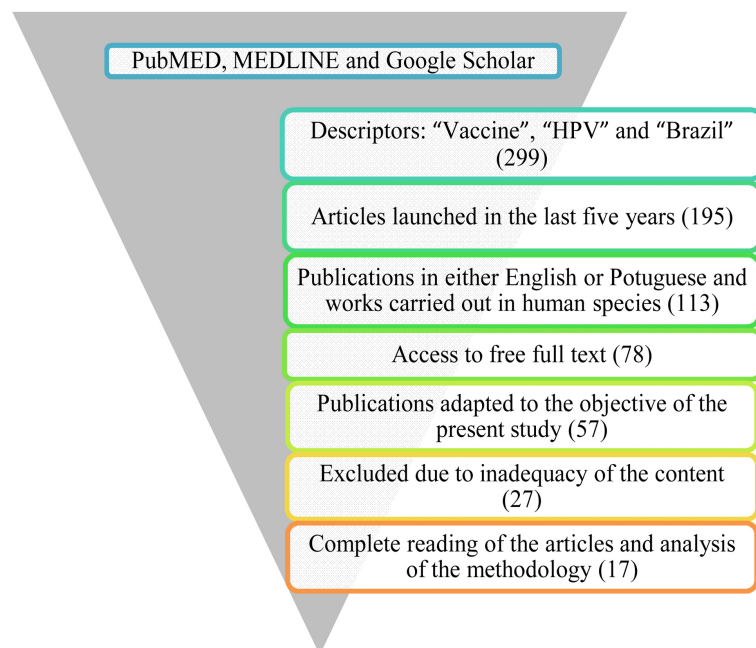 PubMED, MEDLINE and Google Scholar
Descriptors: “Vaccine”, “HPV” and “Brazil”
(299)
Articles launched in the last five years (195)
Publications in either English or Potuguese and
works carried out in human species (113)
Access to free full text (78)
Publications adapted to the objective of the
present study (57)
Excluded due to inadequacy of the content
(27)
Complete reading of the articles and analysis
of the methodology (17)